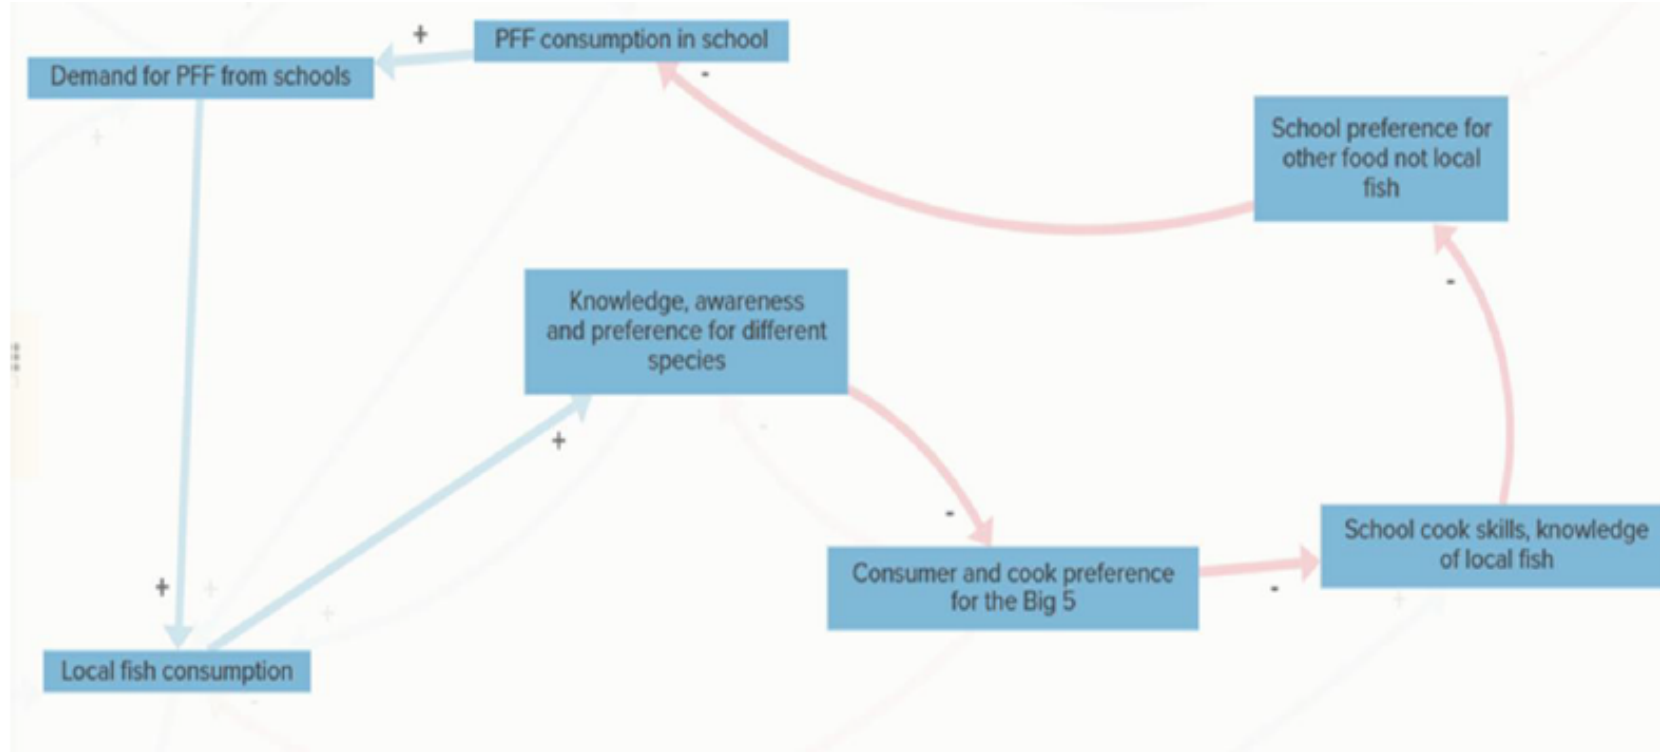 +
PFF consumption in school
Demand for PFF from schools
-
School preference for
other food not local
fish
-
Knowledge, awareness
and preference for different
species
+
-
School cook skills, knowledge
of local fish
Consumer and cook preference
for the Big 5
-
+
Local fish consumption